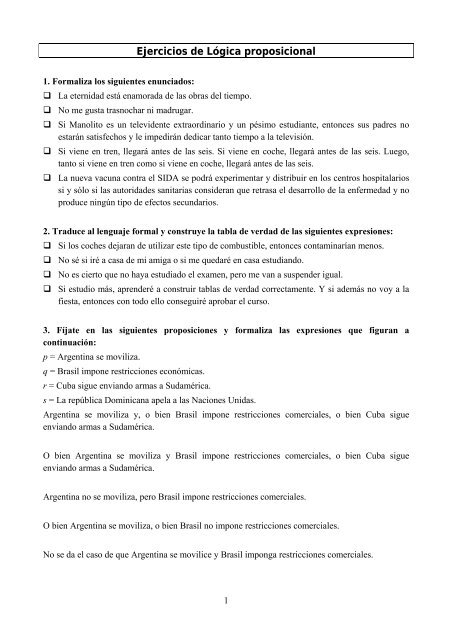 Ejercicios de Lógica proposicional
1. Formaliza los siguientes enunciados:
❑ La eternidad está enamorada de las obras del tiempo.
❑ No me gusta trasnochar ni madrugar.
❑ Si Manolito es un televidente extraordinario y un pésimo estudiante, entonces sus padres no
estarán satisfechos y le impedirán dedicar tanto tiempo a la televisión.
❑ Si viene en tren, llegará antes de las seis. Si viene en coche, llegará antes de las seis. Luego,
tanto si viene en tren como si viene en coche, llegará antes de las seis.
❑ La nueva vacuna contra el SIDA se podrá experimentar y distribuir en los centros hospitalarios
si y sólo si las autoridades sanitarias consideran que retrasa el desarrollo de la enfermedad y no
produce ningún tipo de efectos secundarios.
2. Traduce al lenguaje formal y construye la tabla de verdad de las siguientes expresiones:
❑ Si los coches dejaran de utilizar este tipo de combustible, entonces contaminarían menos.
❑ No sé si iré a casa de mi amiga o si me quedaré en casa estudiando.
❑ No es cierto que no haya estudiado el examen, pero me van a suspender igual.
❑ Si estudio más, aprenderé a construir tablas de verdad correctamente. Y si además no voy a la
fiesta, entonces con todo ello conseguiré aprobar el curso.
3. Fíjate en las siguientes proposiciones y formaliza las expresiones que figuran a
continuación:
p = Argentina se moviliza.
q = Brasil impone restricciones económicas.
r = Cuba sigue enviando armas a Sudamérica.
s = La república Dominicana apela a las Naciones Unidas.
Argentina se moviliza y, o bien Brasil impone restricciones comerciales, o bien Cuba sigue
enviando armas a Sudamérica.
O bien Argentina se moviliza y Brasil impone restricciones comerciales, o bien Cuba sigue
enviando armas a Sudamérica.
Argentina no se moviliza, pero Brasil impone restricciones comerciales.
O bien Argentina se moviliza, o bien Brasil no impone restricciones comerciales.
No se da el caso de que Argentina se movilice y Brasil imponga restricciones comerciales.
1